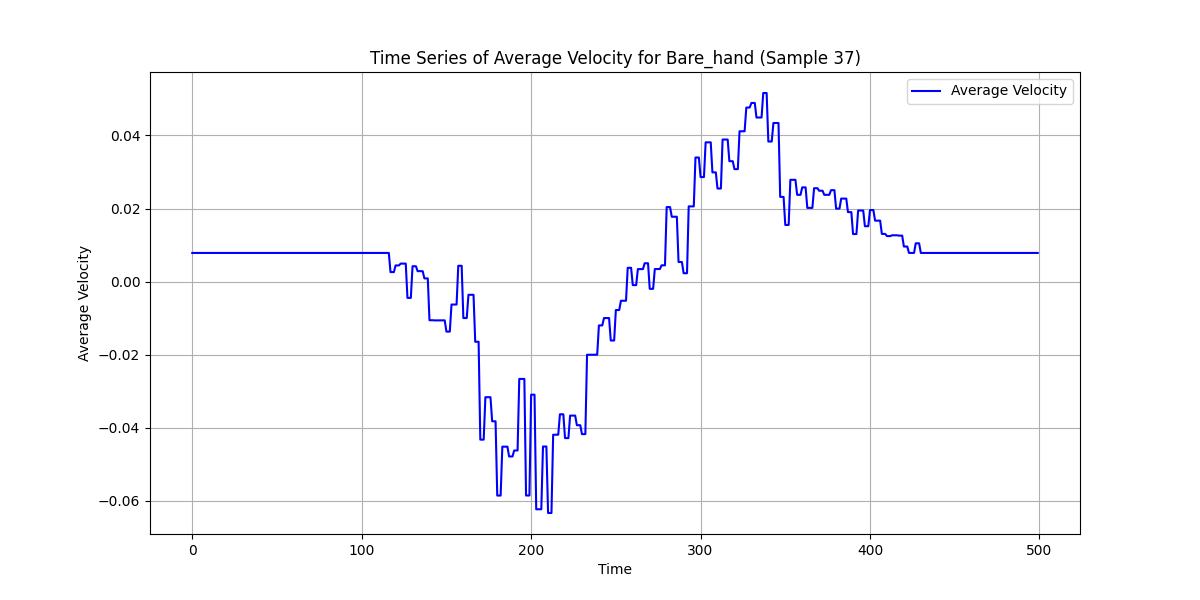 Time Series of Average Velocity for Bare_hand (Sample 37)
Average Velocity
0.04
0.02
0.00
−0.02
−0.04
−0.06
Average Velocity
0 100 200 300 400 500
Time